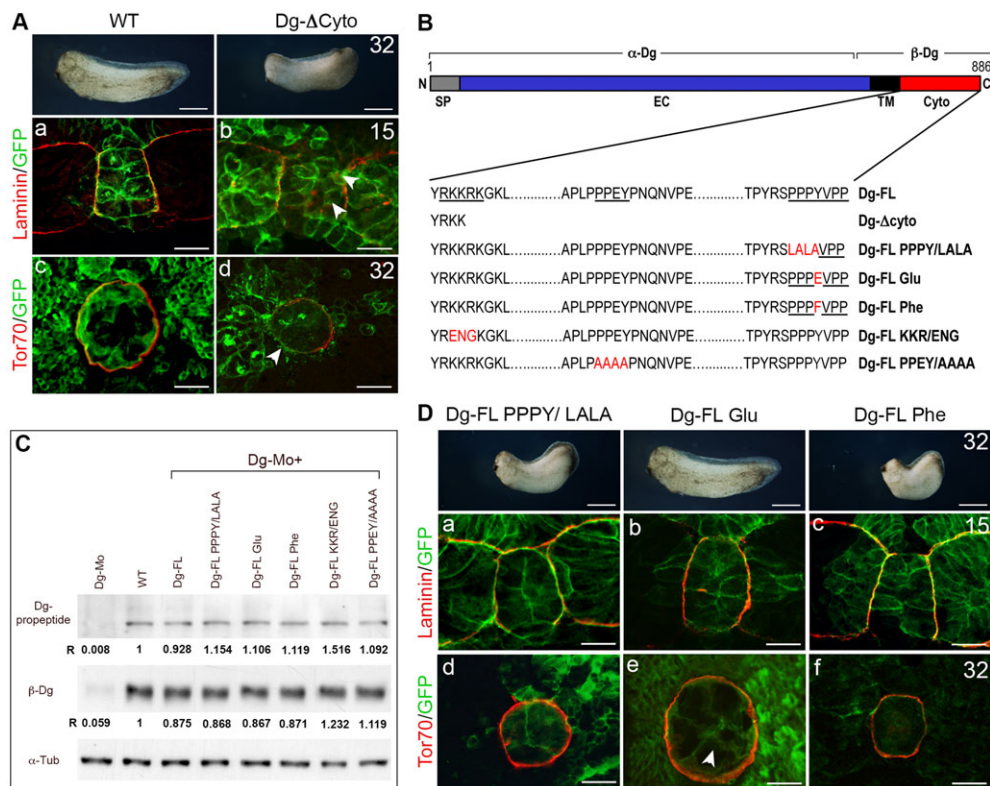 A
WT
Dg-ΔCyto
32
Laminin/GFP
a
b
15
Tor70/GFP
c
d
32
B
α-Dg
β-Dg
1
886
N
C
SP
EC
TM
Cyto
YRKKRKGKL..............APLPPPPEYPNQNVPE..............TPYRSPPPYVPP Dg-FL
YRKK Dg-Δcyto
YRKKRKGKL..............APLPPPPEYPNQNVPE..............TPYRSLALAVPP Dg-FL PPPY/LALA
YRKKRKGKL..............APLPPPPEYPNQNVPE..............TPYRSPPPEVPP Dg-FL Glu
YRKKRKGKL..............APLPPPPEYPNQNVPE..............TPYRSPPPFVPP Dg-FL Phe
YRENGKGKL..............APLPPPPEYPNQNVPE..............TPYRSPPPYVPP Dg-FL KKR/ENG
YRKKRKGKL..............APLPAAAAPNQNVPE..............TPYRSPPPYVPP Dg-FL PPEY/AAAA
C
Dg-Mo+
Dg-Mo
WT
Dg-FL
Dg-FL PPPY/LALA
Dg-FL Glu
Dg-FL Phe
Dg-FL KKR/ENG
Dg-FL PPEY/AAAA
Dg-propeptide
R 0.008 1 0.928 1.154 1.106 1.119 1.516 1.092
β-Dg
R 0.059 1 0.875 0.868 0.867 0.871 1.232 1.119
α-Tub
D
Dg-FL PPPY/ LALA
Dg-FL Glu
Dg-FL Phe
32
Laminin/GFP
a
b
c
15
Tor70/GFP
d
e
f
32